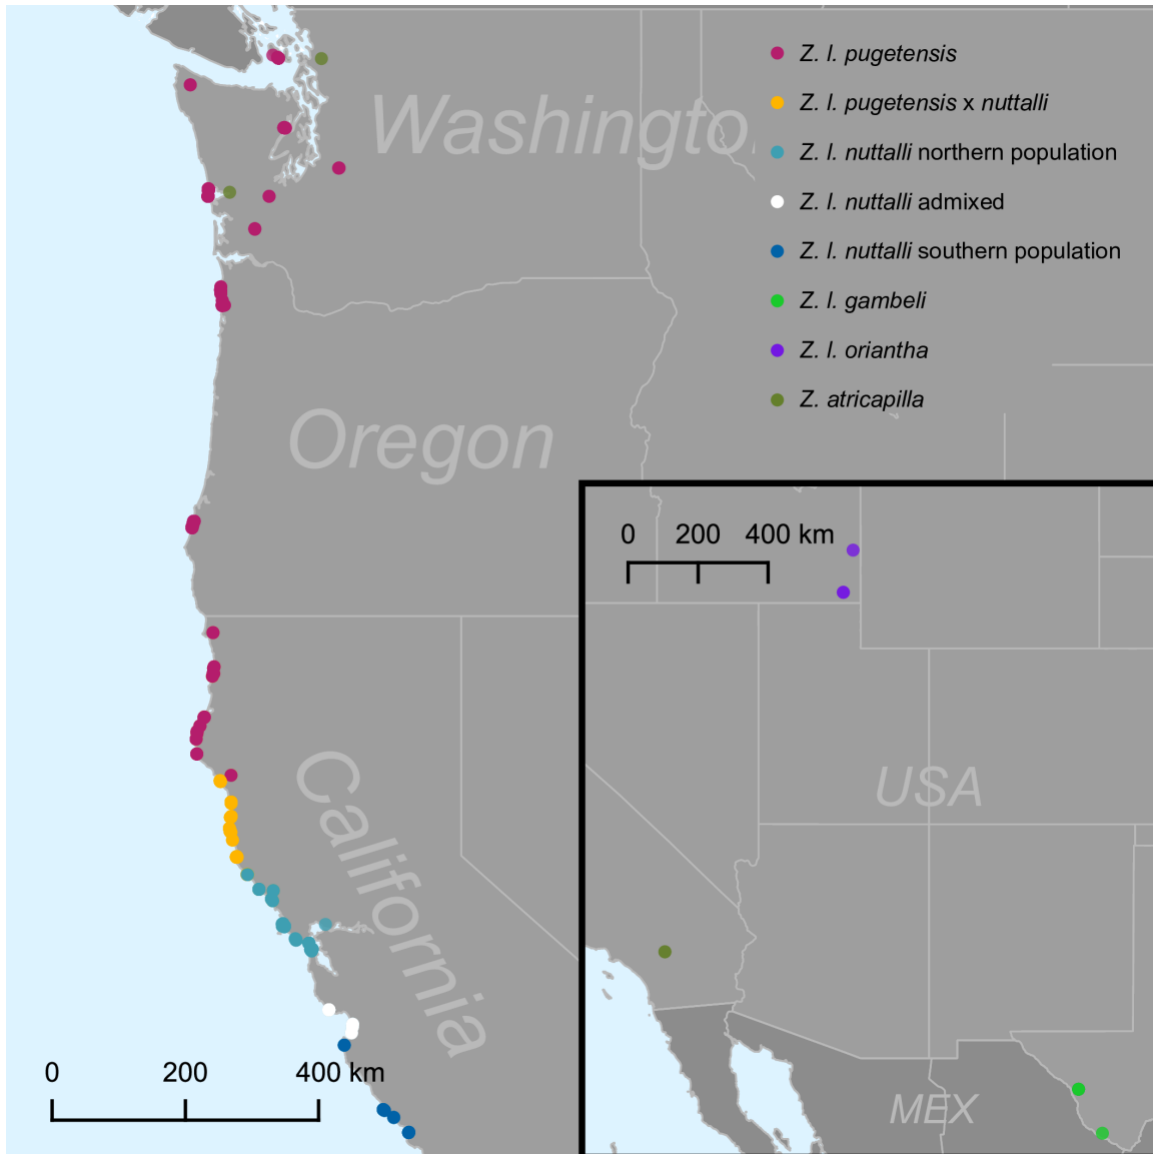 Z. l. pugetensis
Z. l. pugetensis x nuttalli
Z. l. nuttalli northern population
Z. l. nuttalli admixed
Z. l. nuttalli southern population
Z. l. gambeli
Z. l. oriantha
Z. atricapilla
Washingto
Oregon
California
0 200 400 km
0 200 400 km
USA
MEX